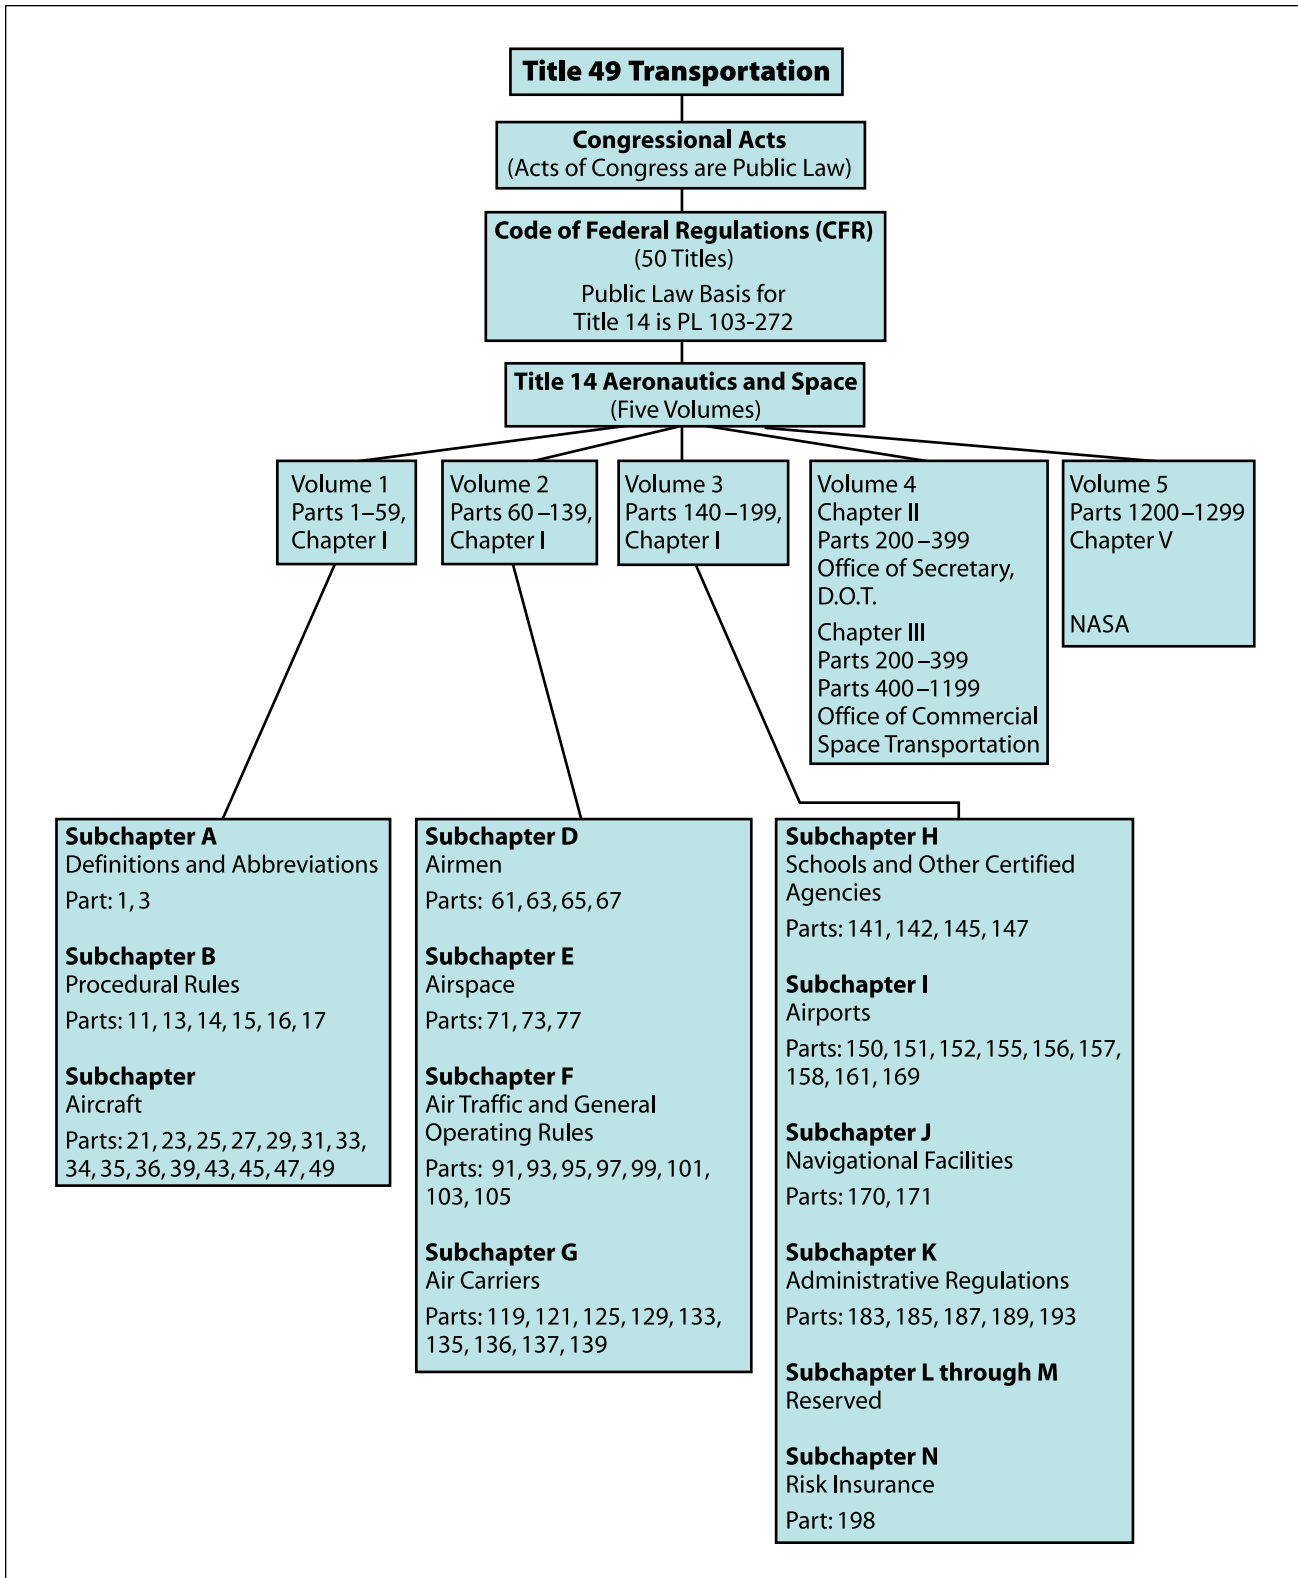 Title 49 Transportation
Congressional Acts
(Acts of Congress are Public Law)
Code of Federal Regulations (CFR)
(50 Titles)
Public Law Basis for
Title 14 is PL 103-272
Title 14 Aeronautics and Space
(Five Volumes)
Volume 1
Parts 1–59,
Chapter I
Volume 2
Parts 60–139,
Chapter I
Volume 3
Parts 140–199,
Chapter I
Volume 4
Chapter II
Parts 200–399
Office of Secretary,
D.O.T.
Chapter III
Parts 200–399
Parts 400–1199
Office of Commercial
Space Transportation
Volume 5
Parts 1200–1299
Chapter V
NASA
Subchapter A
Definitions and Abbreviations
Part: 1, 3
Subchapter B
Procedural Rules
Parts: 11, 13, 14, 15, 16, 17
Subchapter
Aircraft
Parts: 21, 23, 25, 27, 29, 31, 33,
34, 35, 36, 39, 43, 45, 47, 49
Subchapter D
Airmen
Parts: 61, 63, 65, 67
Subchapter E
Airspace
Parts: 71, 73, 77
Subchapter F
Air Traffic and General
Operating Rules
Parts: 91, 93, 95, 97, 99, 101,
103, 105
Subchapter G
Air Carriers
Parts: 119, 121, 125, 129, 133,
135, 136, 137, 139
Subchapter H
Schools and Other Certified
Agencies
Parts: 141, 142, 145, 147
Subchapter I
Airports
Parts: 150, 151, 152, 155, 156, 157,
158, 161, 169
Subchapter J
Navigational Facilities
Parts: 170, 171
Subchapter K
Administrative Regulations
Parts: 183, 185, 187, 189, 193
Subchapter L through M
Reserved
Subchapter N
Risk Insurance
Part: 198